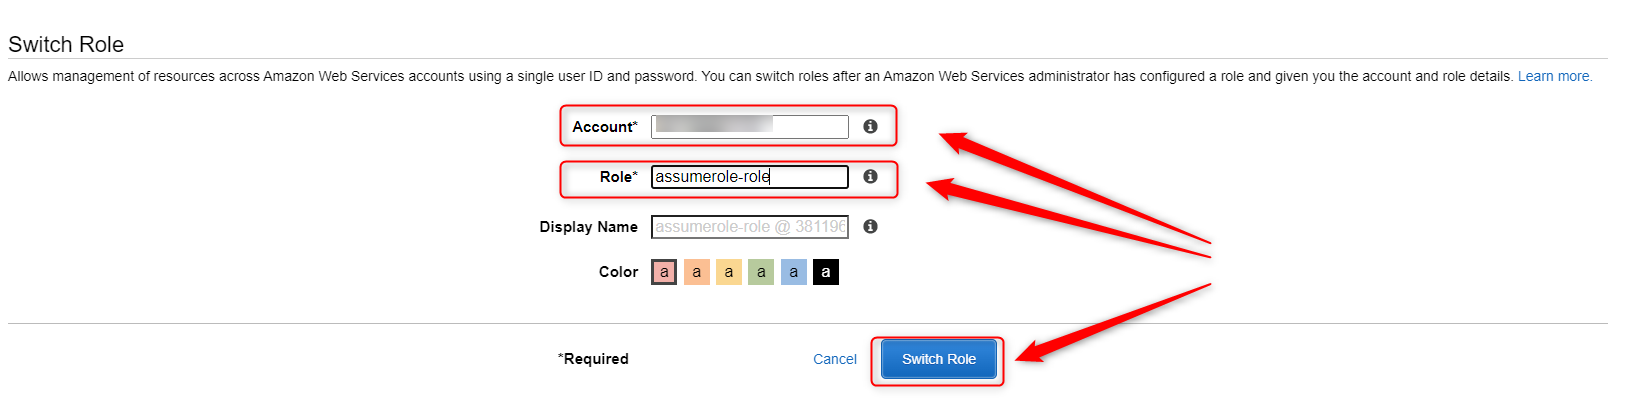 Switch Role
Allows management of resources across Amazon Web Services accounts using a single user ID and password. You can switch roles after an Amazon Web Services administrator has configured a role and given you the account and role details. Learn more.
Account*
Role* assumerole-role
Display Name assumerole-role @ 381196
Color a a a a a a
*Required Cancel Switch Role